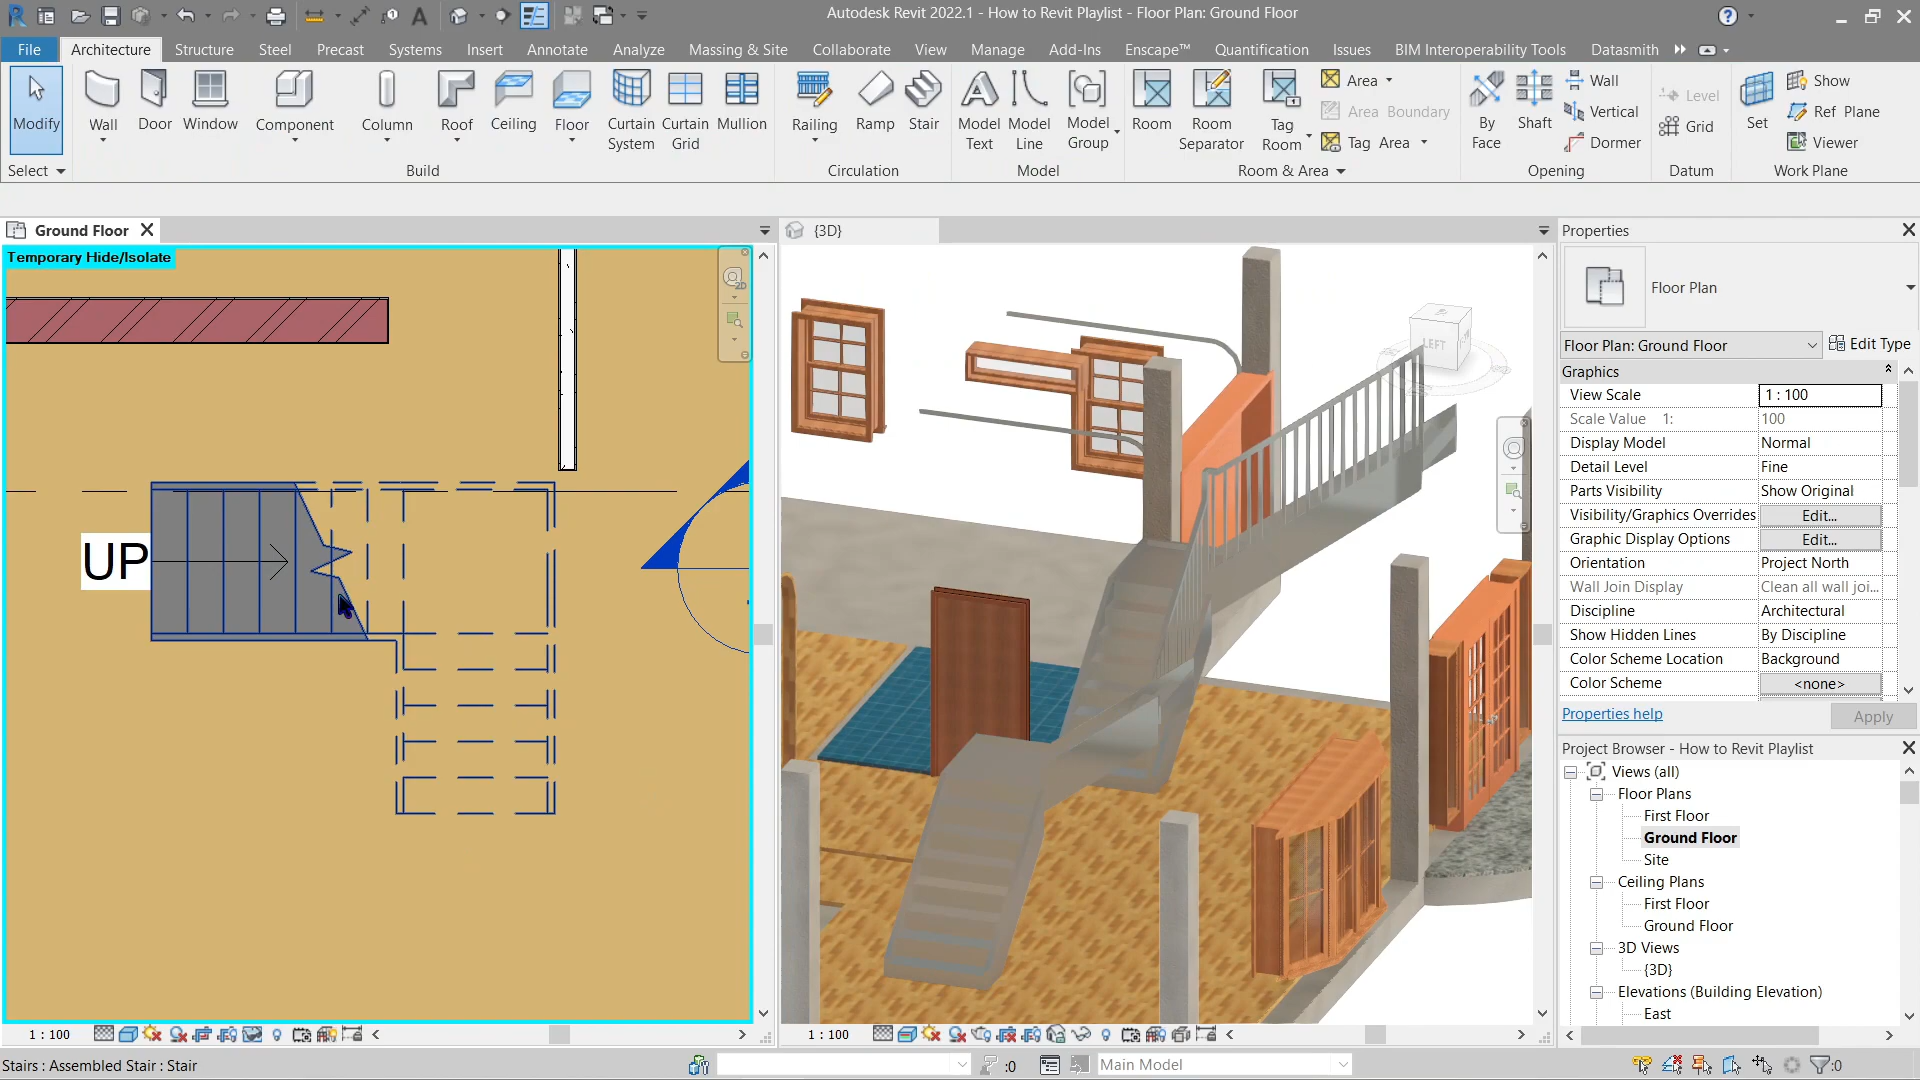 Autodesk Revit 2022.1 - How to Revit Playlist - Floor Plan: Ground Floor
File Architecture Structure Steel Precast Systems Insert Annotate Analyze Massing & Site Collaborate View Manage Add-Ins Enscape™ Quantification Issues BIM Interoperability Tools Datasmith
Modify
Wall
Door
Window
Component
Column
Roof
Ceiling
Floor
Curtain System
Curtain Grid
Mullion
Railing
Ramp
Stair
Model Text
Model Line
Model Group
Room
Room Separator
Tag Room
Area
Area Boundary
Tag Area
By Face
Shaft
Wall
Vertical
Dormer
Level
Grid
Set
Show
Ref Plane
Viewer
Select
Build
Circulation
Model
Room & Area
Opening
Datum
Work Plane
Ground Floor
{3D}
Properties
Temporary Hide/Isolate
2D
UP
LEFT
Floor Plan
Floor Plan: Ground Floor
Edit Type
Graphics
View Scale 1 : 100
Scale Value 1: 100
Display Model Normal
Detail Level Fine
Parts Visibility Show Original
Visibility/Graphics Overrides Edit...
Graphic Display Options Edit...
Orientation Project North
Wall Join Display Clean all wall joi...
Discipline Architectural
Show Hidden Lines By Discipline
Color Scheme Location Background
Color Scheme <none>
Properties help
Apply
Project Browser - How to Revit Playlist
Views (all)
Floor Plans
First Floor
Ground Floor
Site
Ceiling Plans
First Floor
Ground Floor
3D Views
{3D}
Elevations (Building Elevation)
East
1 : 100
1 : 100
Stairs : Assembled Stair : Stair
:0
Main Model
:0